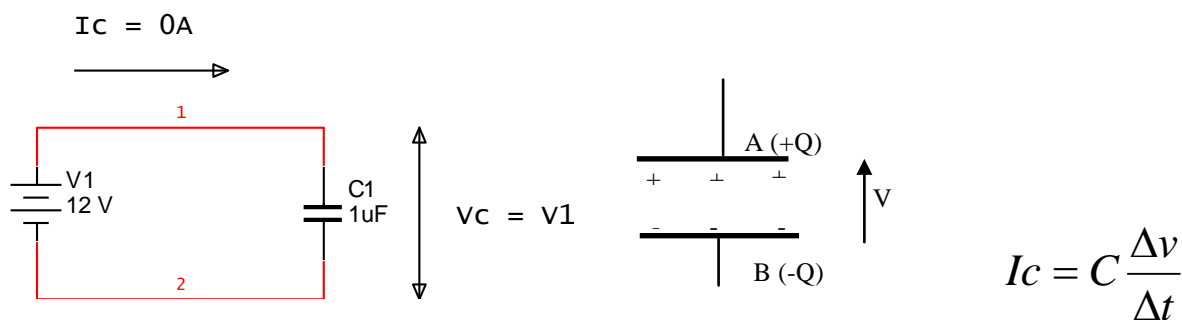 Ic = 0A
1
V1
12 V
C1
1uF
2
Vc = V1
A (+Q)
+ + +
V
- - -
B (-Q)
Ic = C Δv/Δt